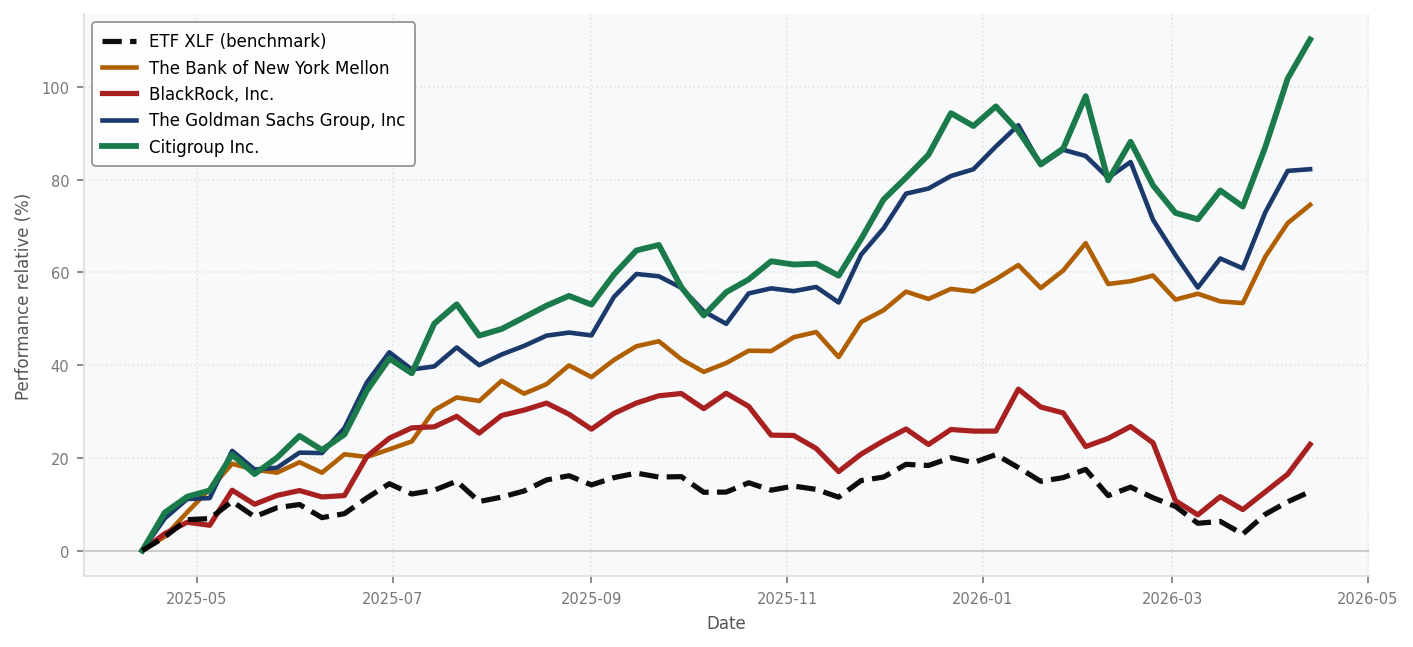 ETF XLF (benchmark)
The Bank of New York Mellon
BlackRock, Inc.
The Goldman Sachs Group, Inc
Citigroup Inc.
Performance relative (%)
100
80
60
40
20
0
2025-05
2025-07
2025-09
2025-11
2026-01
2026-03
2026-05
Date